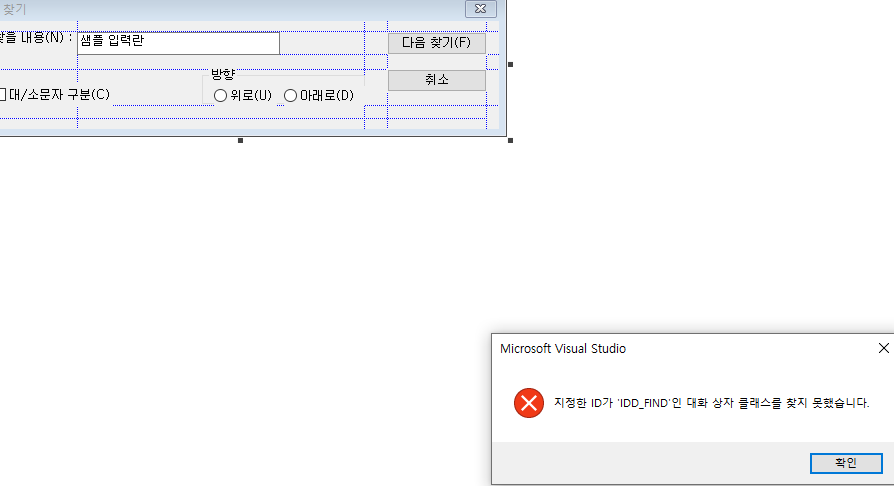 찾기
찾을 내용(N) : 샘플 입력란 다음 찾기(F)
방향 취소
대/소문자 구분(C) 위로(U) 아래로(D)
Microsoft Visual Studio
지정한 ID가 'IDD_FIND'인 대화 상자 클래스를 찾지 못했습니다.
확인